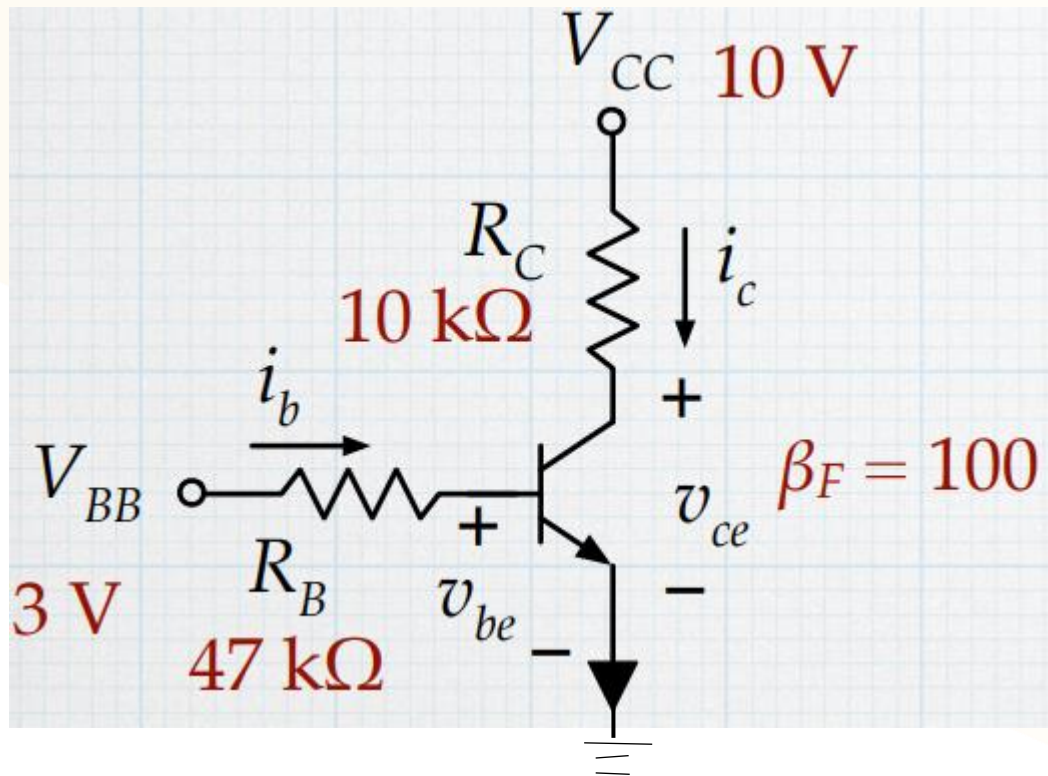 V_CC 10 V
R_C
10 kΩ
i_c
i_b
+
V_BB
β_F = 100
+
v_ce
R_B
v_be
−
3 V
47 kΩ
−